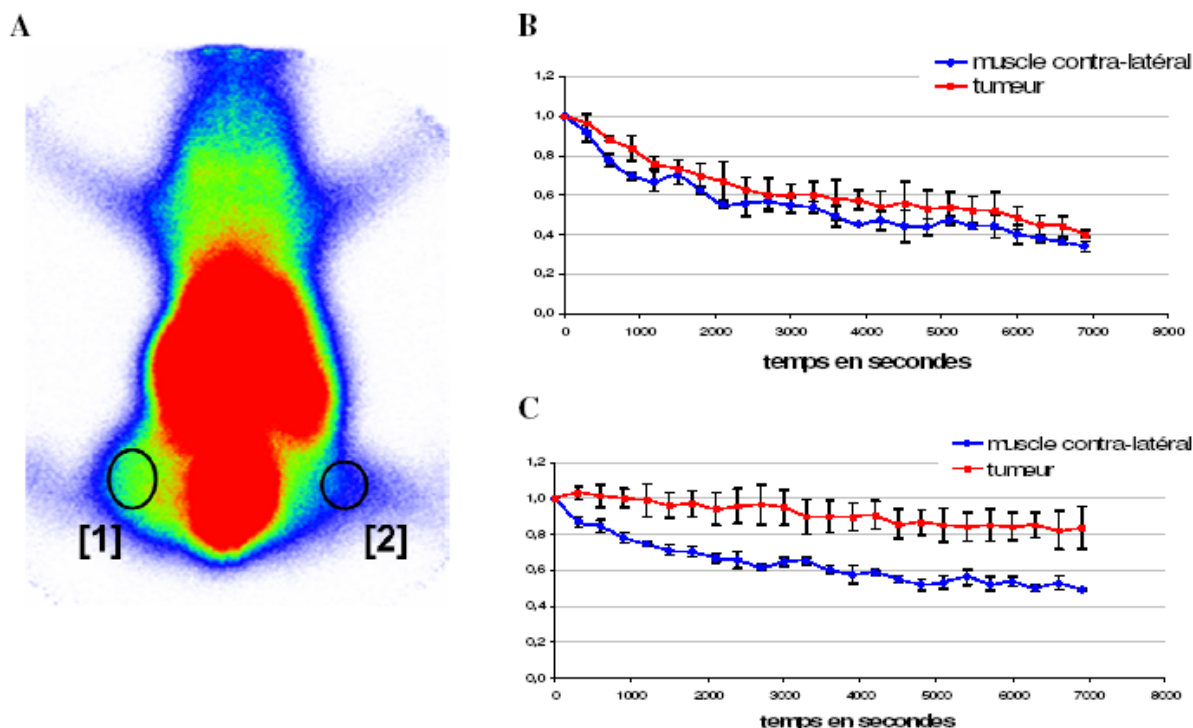 A
[1] [2]
B
muscle contra-latéral
tumeur
1,2
1,0
0,8
0,6
0,4
0,2
0,0
0 1000 2000 3000 4000 5000 6000 7000 8000
temps en secondes
C
muscle contra-latéral
tumeur
1,2
1,0
0,8
0,6
0,4
0,2
0,0
0 1000 2000 3000 4000 5000 6000 7000 8000
temps en secondes